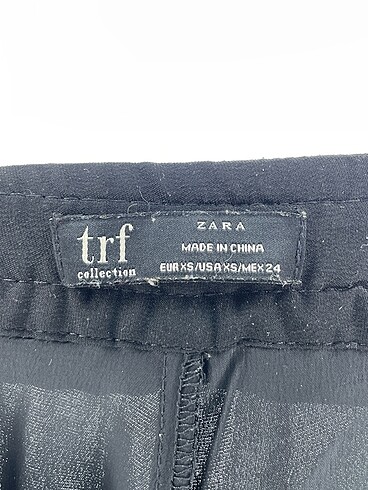 trf
collection
ZARA
MADE IN CHINA
EUR XS/USA XS/MEX 24